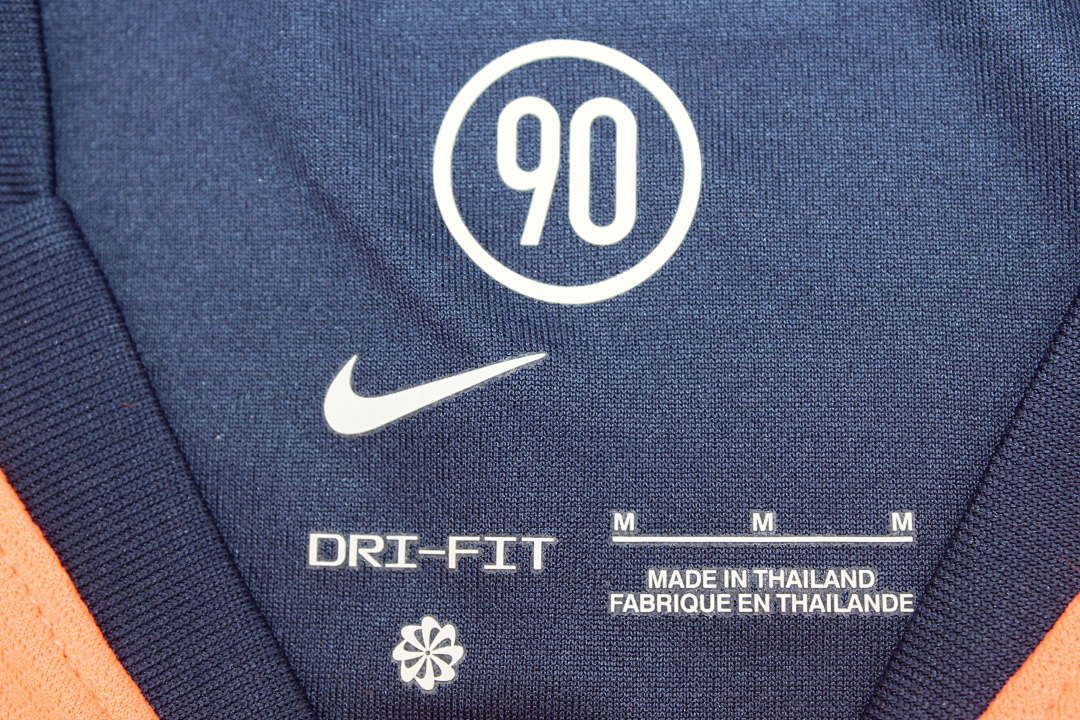 90
DRI-FIT
M M M
MADE IN THAILAND
FABRIQUE EN THAILANDE